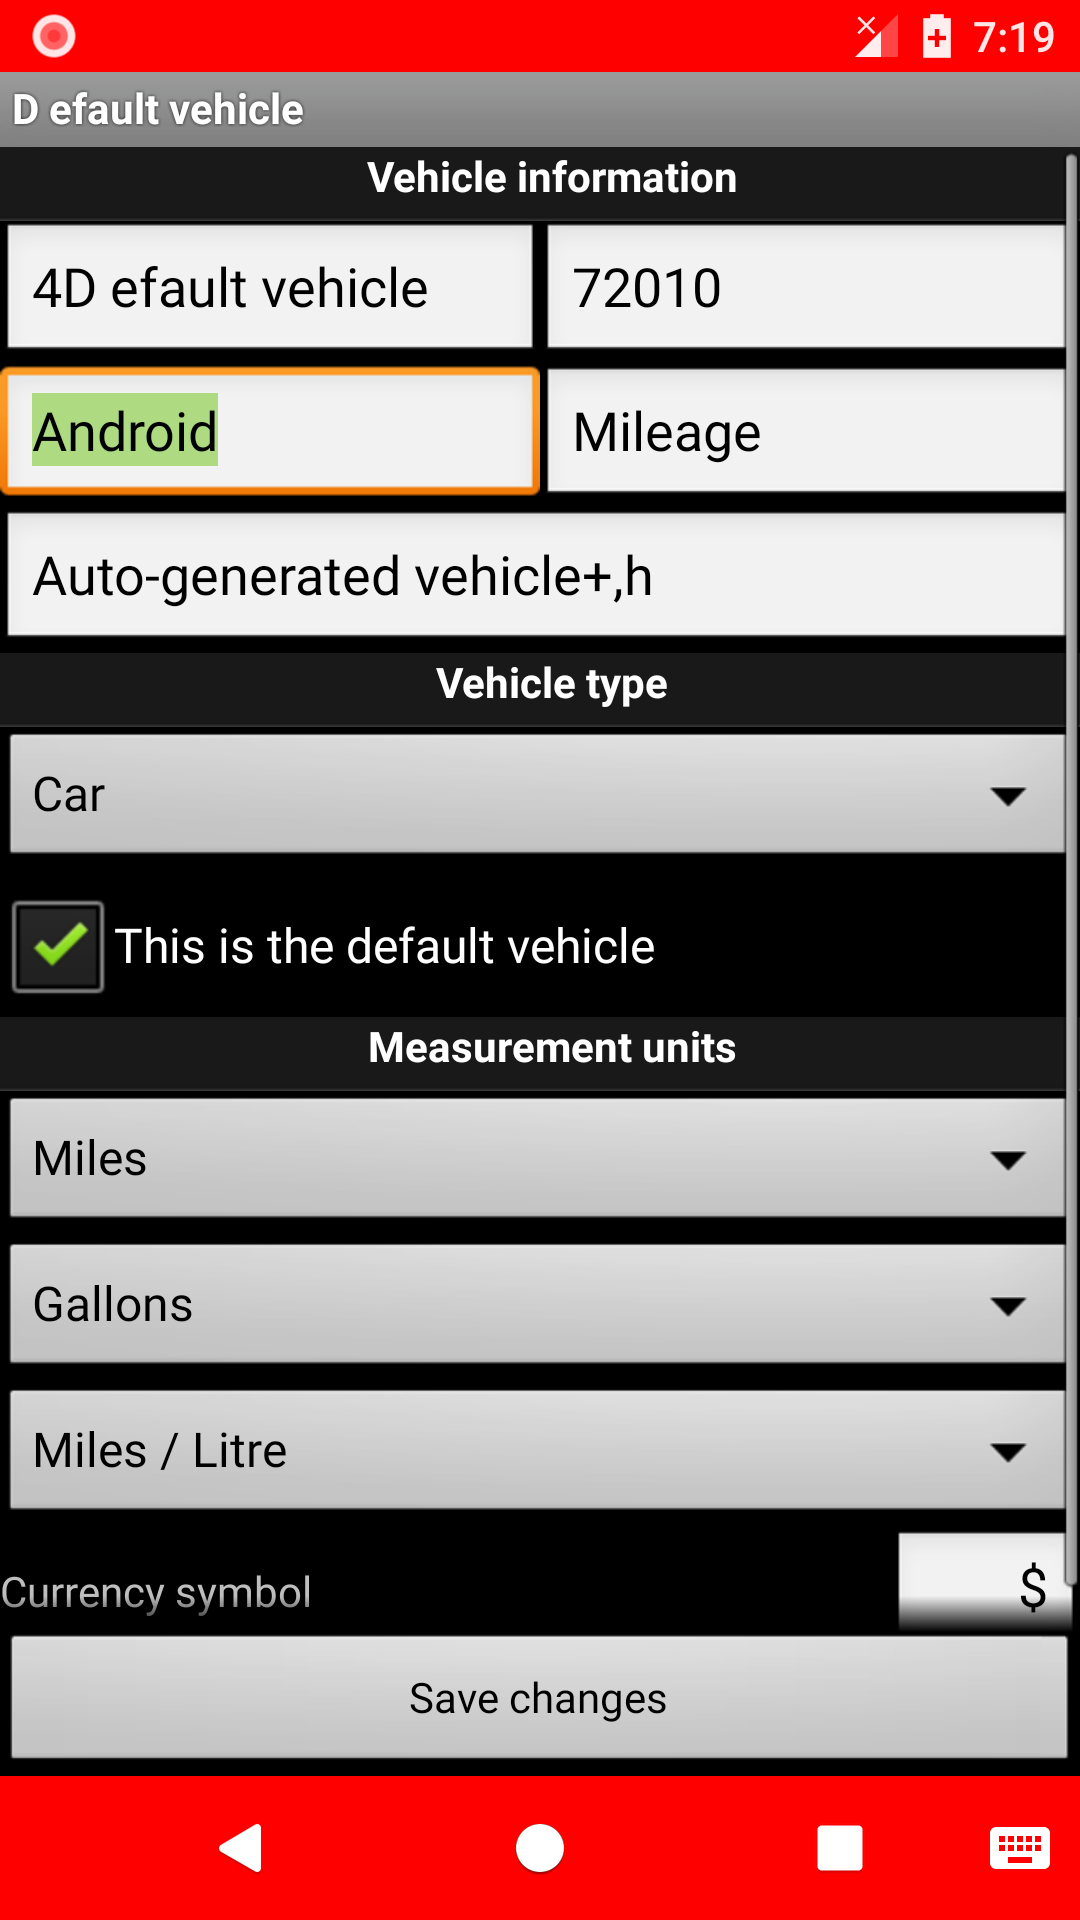 7:19
D efault vehicle
Vehicle information
4D efault vehicle
72010
Android
Mileage
Auto-generated vehicle+,h
Vehicle type
Car
This is the default vehicle
Measurement units
Miles
Gallons
Miles / Litre
Currency symbol
$
Save changes